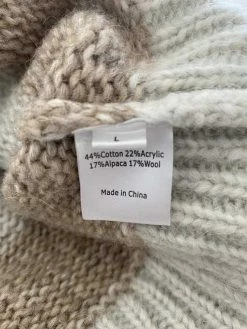 L
44%Cotton 22%Acrylic
17%Alpaca 17%Wool
Made in China